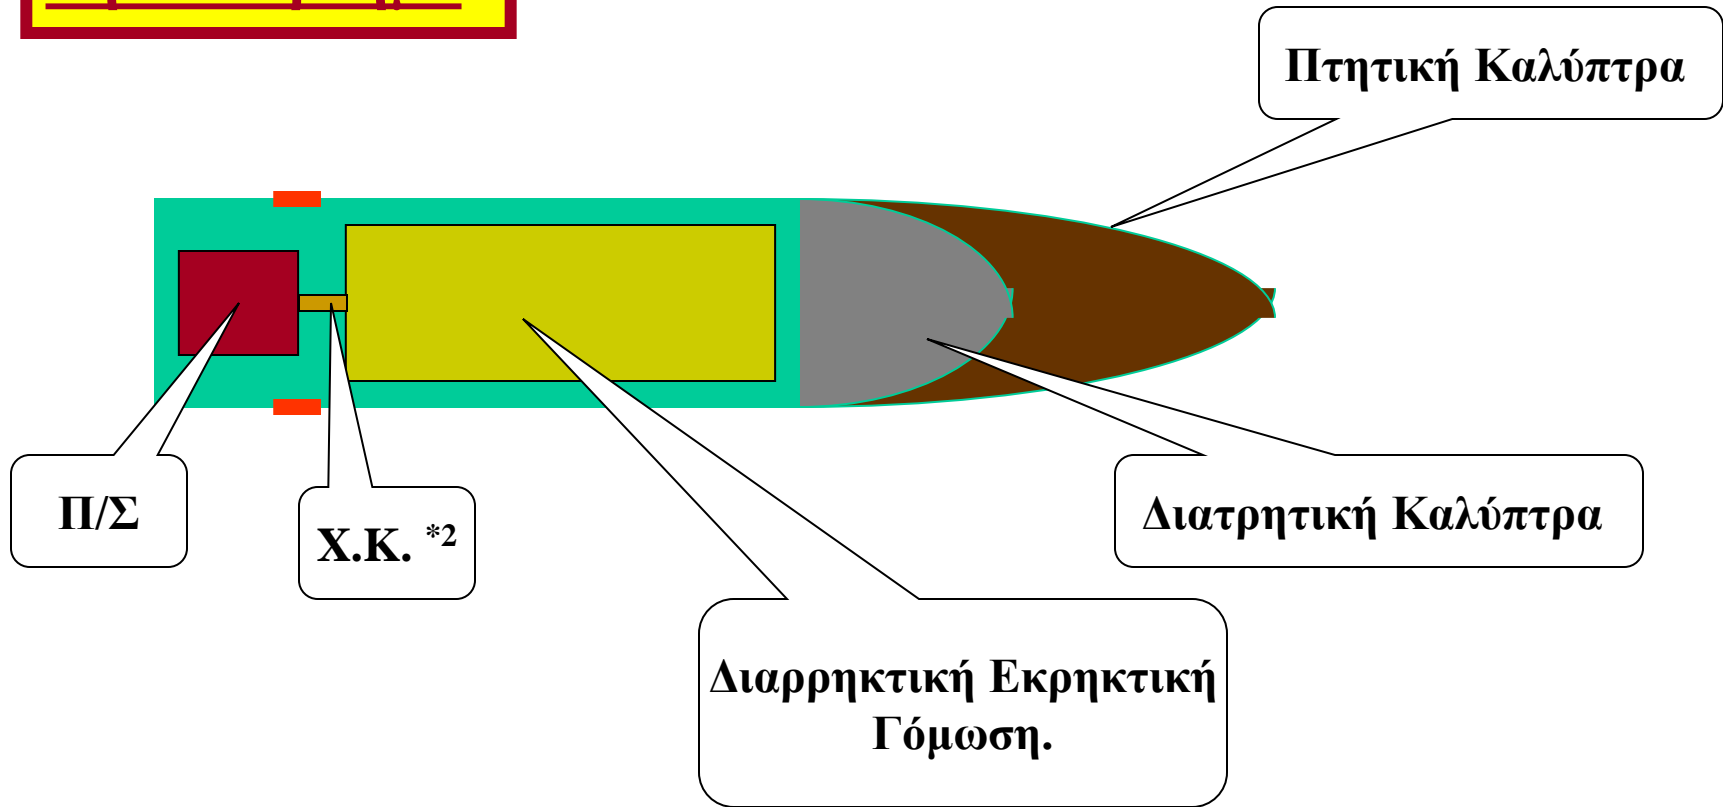 Πτητική Καλύπτρα
Π/Σ
Χ.Κ. *2
Διατρητική Καλύπτρα
Διαρρηκτική Εκρηκτική
Γόμωση.